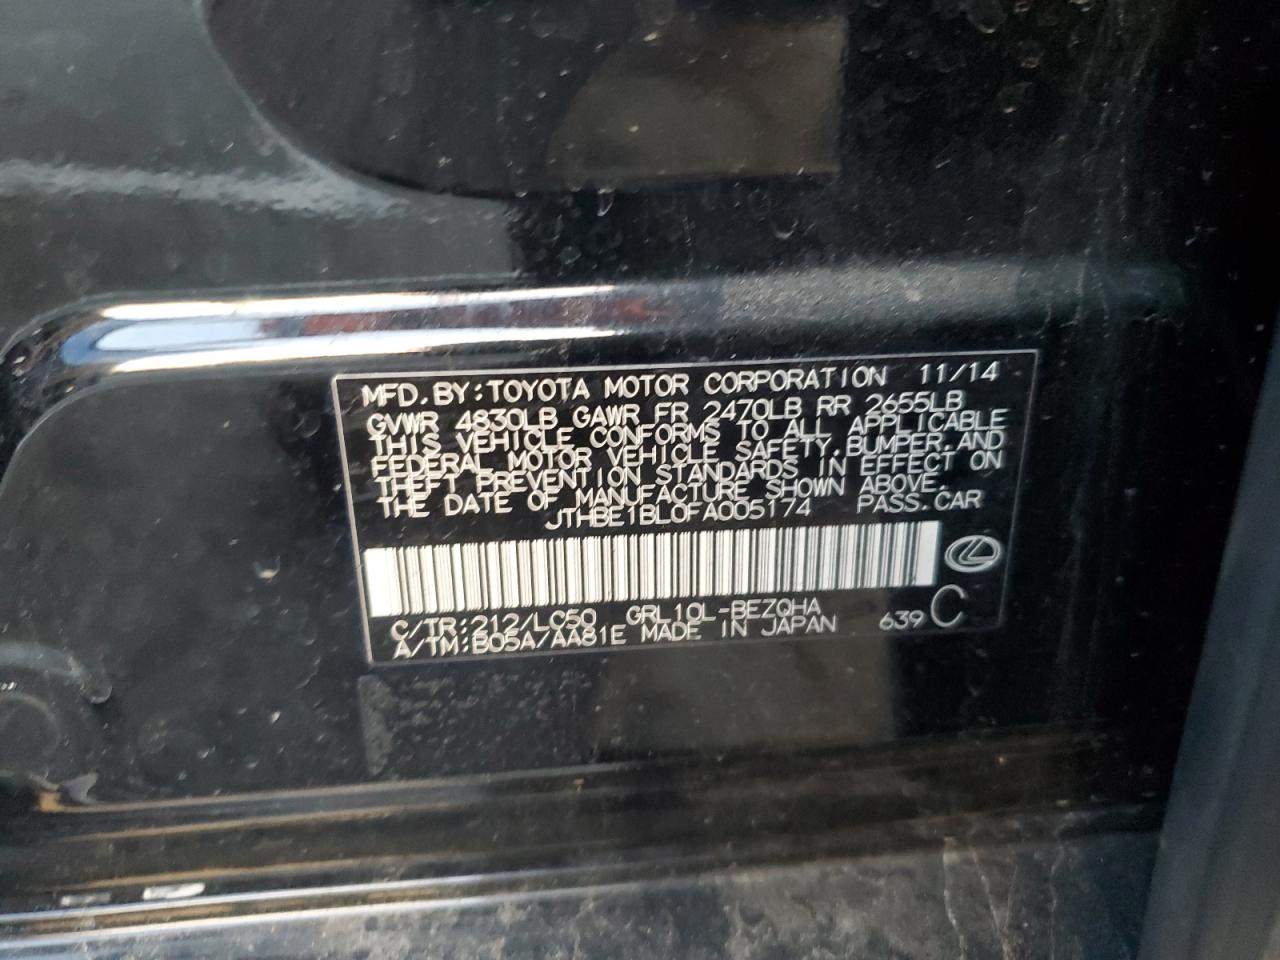 MFD. BY: TOYOTA MOTOR CORPORATION 11/14
GVWR 4830LB GAWR FR 2470LB RR 2655LB
THIS VEHICLE CONFORMS TO ALL APPLICABLE
FEDERAL MOTOR VEHICLE SAFETY, BUMPER, AND
THEFT PREVENTION STANDARDS IN EFFECT ON
THE DATE OF MANUFACTURE SHOWN ABOVE.
JTHBE1BL0FA005174 PASS. CAR
C/TR: 212/LC50 GRL10L-BEZQHA
A/TM: B05A/AA81E MADE IN JAPAN 639 C